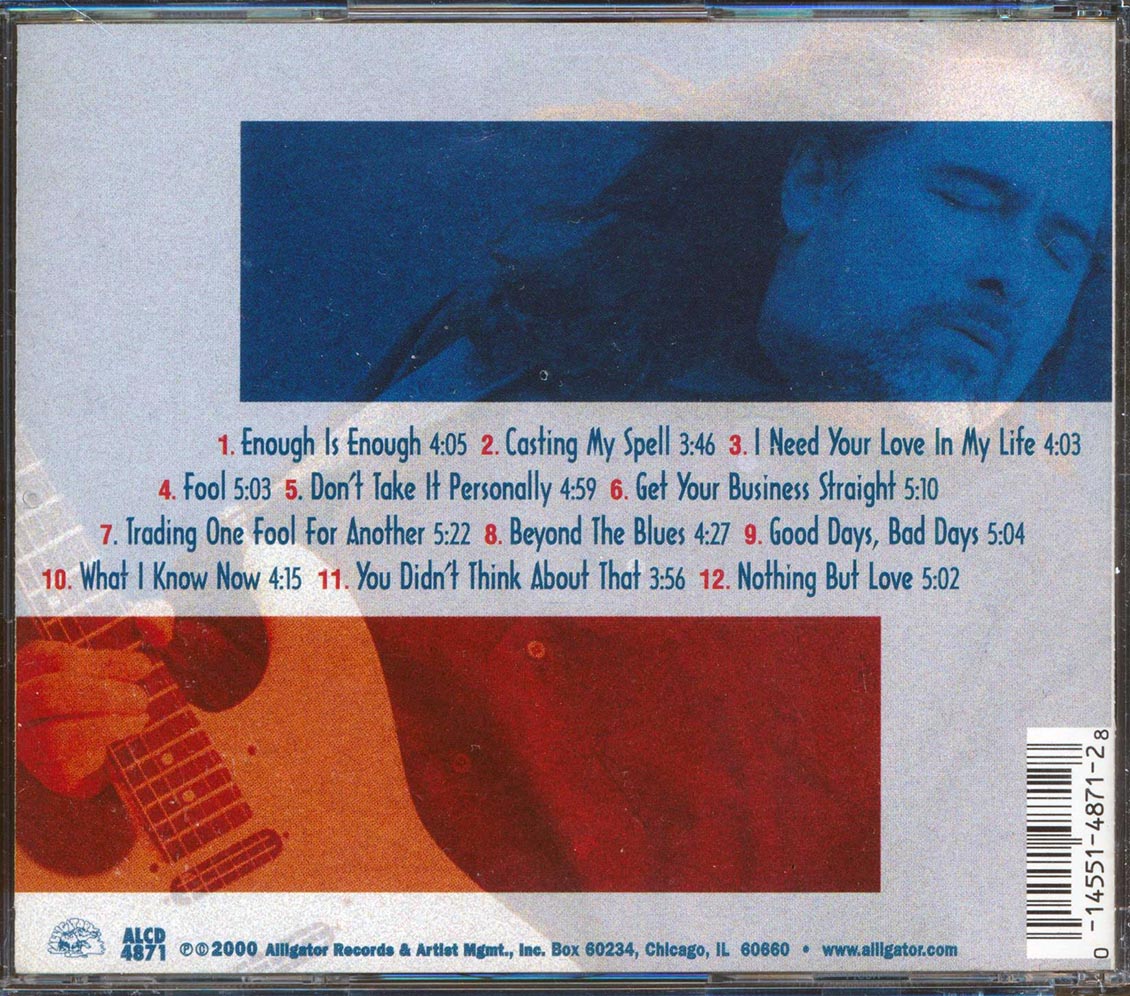 1. Enough Is Enough 4:05 2. Casting My Spell 3:46 3. I Need Your Love In My Life 4:03
4. Fool 5:03 5. Don't Take It Personally 4:59 6. Get Your Business Straight 5:10
7. Trading One Fool For Another 5:22 8. Beyond The Blues 4:27 9. Good Days, Bad Days 5:04
10. What I Know Now 4:15 11. You Didn't Think About That 3:56 12. Nothing But Love 5:02
0 -14551-4871-2 8
ALCD
4871
℗©2000 Alligator Records & Artist Mgmt., Inc. Box 60234, Chicago, IL 60660 • www.alligator.com